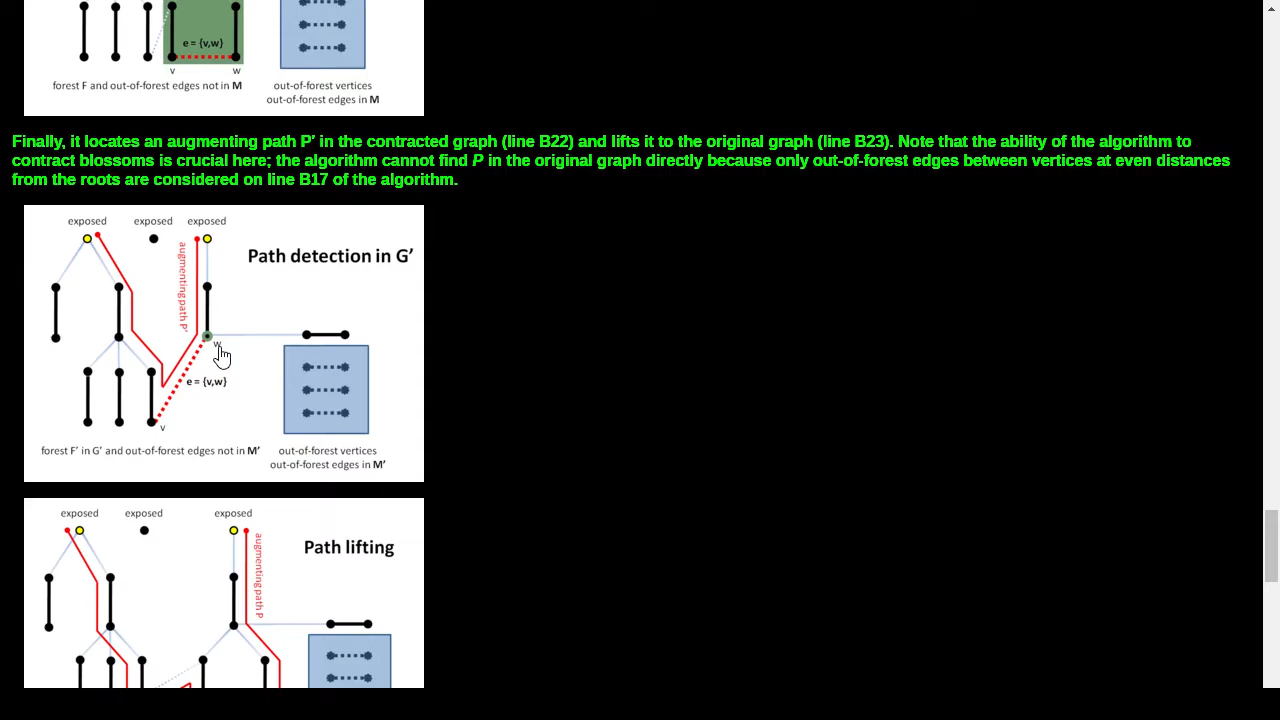 e = {v,w}
v w
forest F and out-of-forest edges not in M
out-of-forest vertices
out-of-forest edges in M
Finally, it locates an augmenting path P′ in the contracted graph (line B22) and lifts it to the original graph (line B23). Note that the ability of the algorithm to
contract blossoms is crucial here; the algorithm cannot find P in the original graph directly because only out-of-forest edges between vertices at even distances
from the roots are considered on line B17 of the algorithm.
exposed exposed exposed
Path detection in G’
augmenting path P’
w
e = {v,w}
v
forest F’ in G’ and out-of-forest edges not in M’
out-of-forest vertices
out-of-forest edges in M’
exposed exposed exposed
Path lifting
augmenting path P